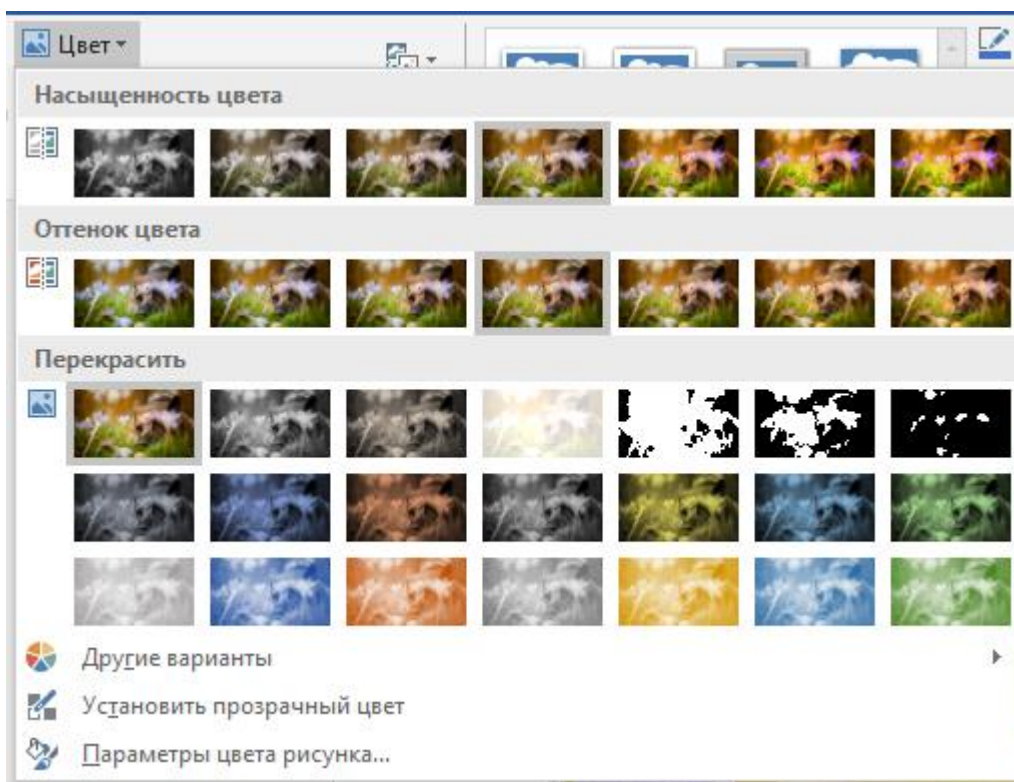 Цвет
Насыщенность цвета
Оттенок цвета
Перекрасить
Другие варианты
Установить прозрачный цвет
Параметры цвета рисунка...